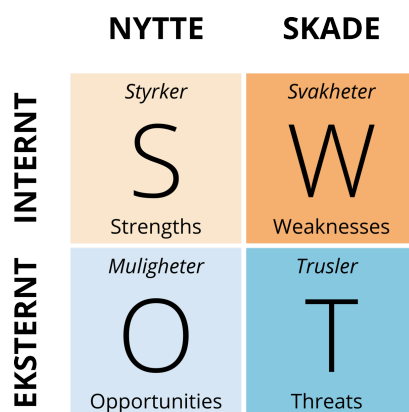 NYTTE SKADE
INTERNT
Styrker
S
Strengths
Svakheter
W
Weaknesses
EKSTERNT
Muligheter
O
Opportunities
Trusler
T
Threats